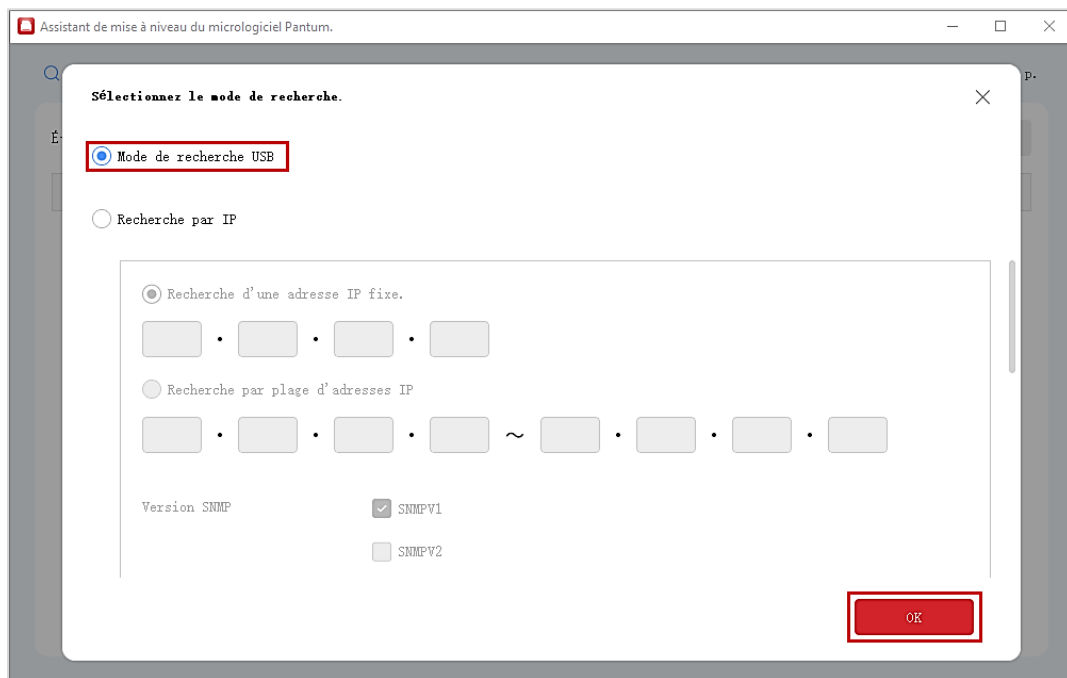 Assistant de mise à niveau du micrologiciel Pantum.
p.
Sélectionnez le mode de recherche.
Mode de recherche USB
Recherche par IP
Recherche d'une adresse IP fixe.
. . .
Recherche par plage d'adresses IP
. . . ~ . . .
Version SNMP SNMPV1
SNMPV2
OK